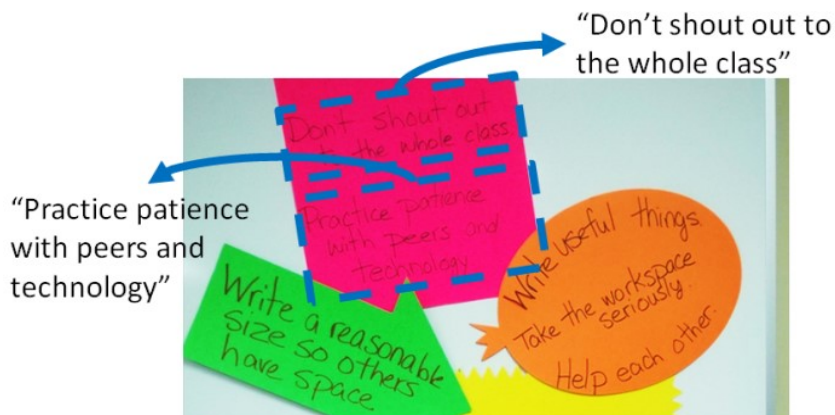 “Don’t shout out to
the whole class”
Don't shout out
to the whole class
“Practice patience
with peers and
technology”
Practice patience
with peers and
technology
Write a reasonable
size so others
have space
Write useful things.
Take the workspace
seriously.
Help each other.